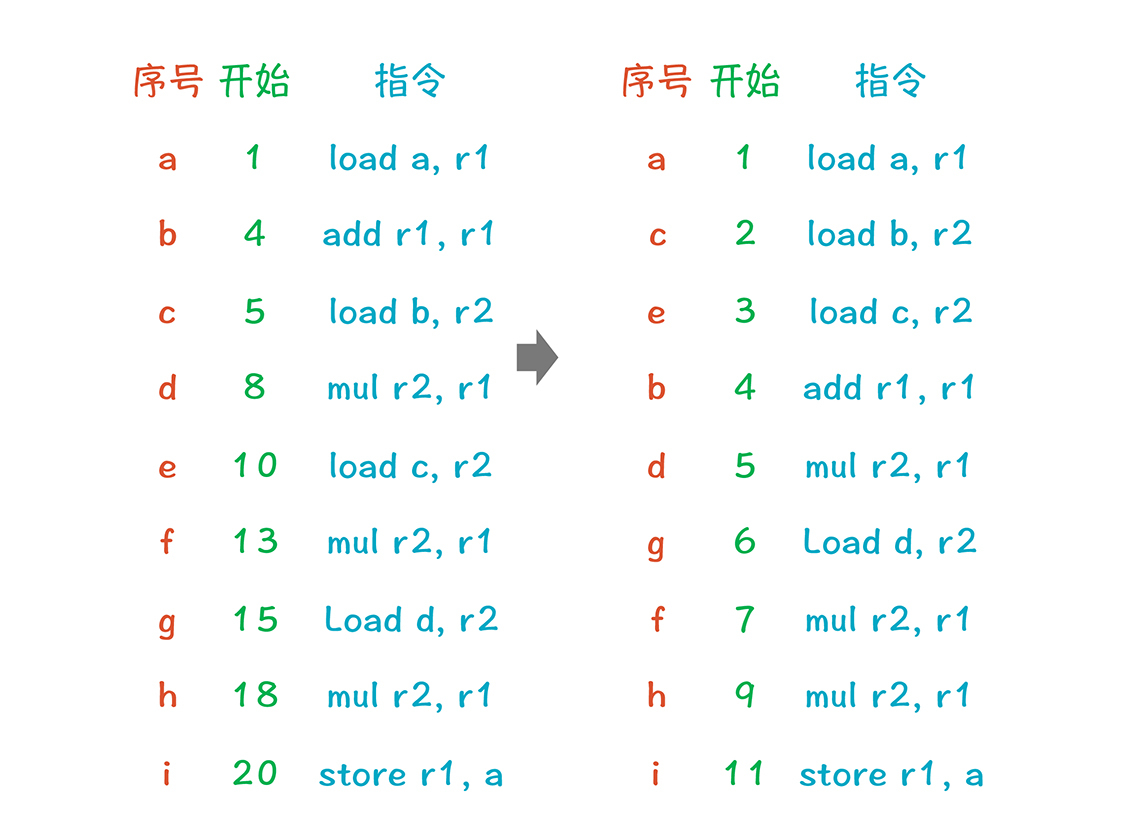 序号 开始 指令
a 1 load a, r1
b 4 add r1, r1
c 5 load b, r2
d 8 mul r2, r1
e 10 load c, r2
f 13 mul r2, r1
g 15 Load d, r2
h 18 mul r2, r1
i 20 store r1, a
序号 开始 指令
a 1 load a, r1
c 2 load b, r2
e 3 load c, r2
b 4 add r1, r1
d 5 mul r2, r1
g 6 Load d, r2
f 7 mul r2, r1
h 9 mul r2, r1
i 11 store r1, a